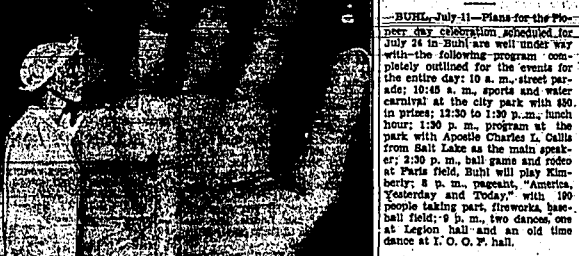 BUHL, July 11—Plans for the Pio-
neer day celebration scheduled for
July 24 in Buhl are well under way
with the following program com-
pletely outlined for the events for
the entire day: 10 a. m., street par-
ade; 10:45 a. m., sports and water
carnival at the city park with $50.
in prizes; 12:30 to 1:30 p. m., lunch
hour; 1:30 p. m., program at the
park with Apostle Charles L. Callis
from Salt Lake as the main speak-
er; 2:30 p. m., ball game and rodeo
at Paris field, Buhl will play Kim-
berly; 8 p. m., pageant, "America,
Yesterday and Today," with 190
people taking part, fireworks, base-
ball field; 9 p. m., two dances, one
at Legion hall and an old time
dance at I. O. O. F. hall.